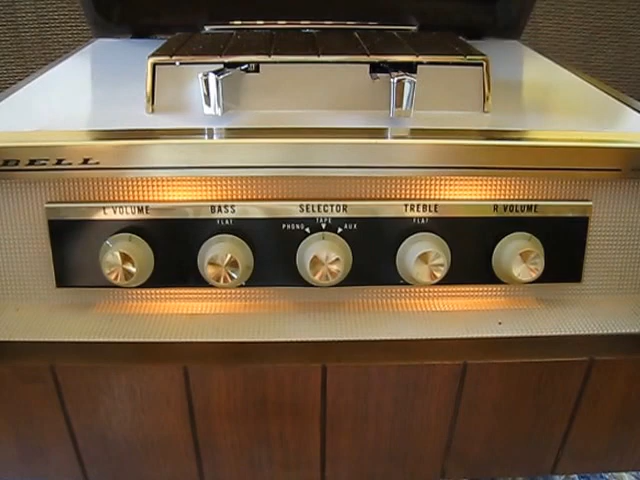 BELL
L VOLUME BASS SELECTOR TREBLE R VOLUME
FLAT TAPE FLAT
PHONO AUX